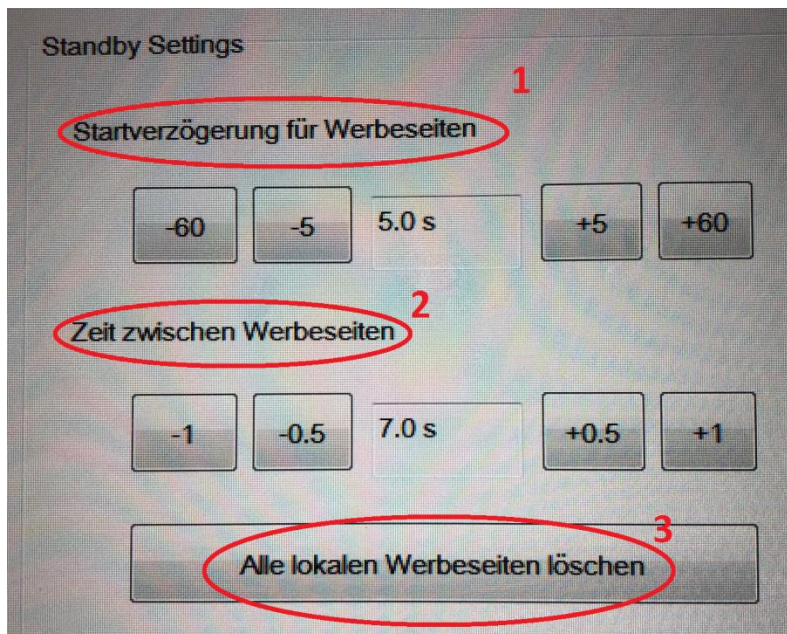 Standby Settings
1
Startverzögerung für Werbeseiten
-60 -5 5.0 s +5 +60
2
Zeit zwischen Werbeseiten
-1 -0.5 7.0 s +0.5 +1
3
Alle lokalen Werbeseiten löschen